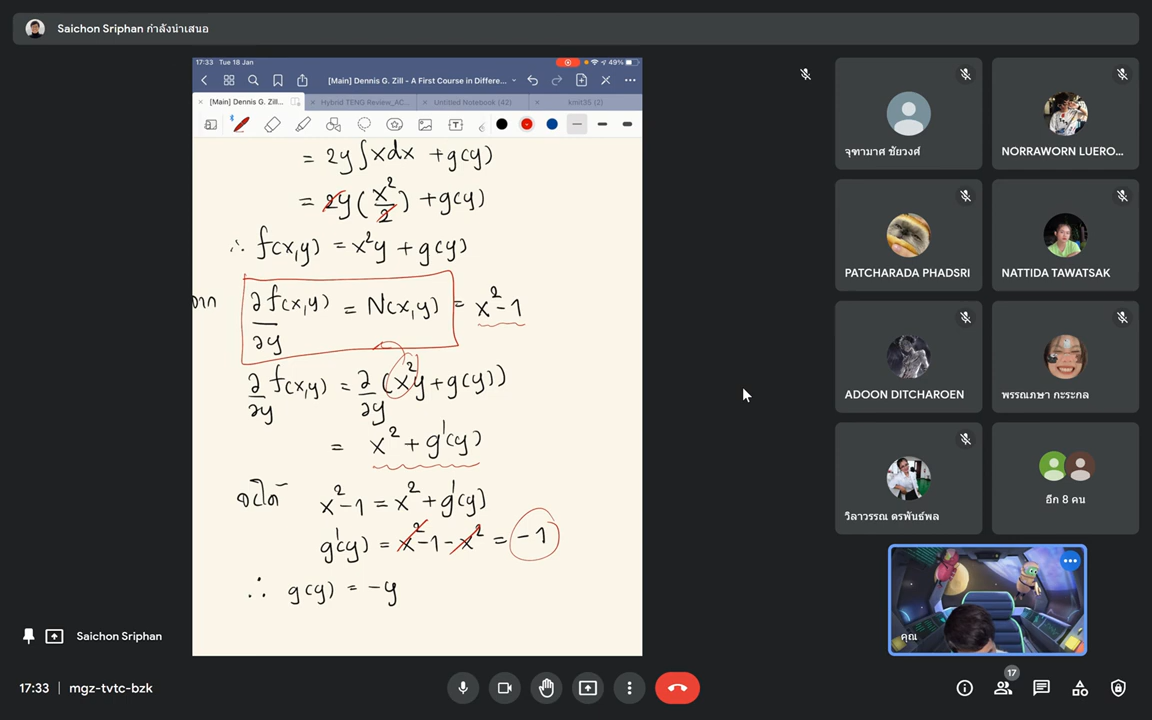 Saichon Sriphan กำลังนำเสนอ
17:33 Tue 18 Jan
49%
[Main] Dennis G. Zill - A First Course in Differe...
[Main] Dennis G. Zill...
Hybrid TENG Review_AC...
Untitled Notebook (42)
kmit35 (2)
= 2y∫xdx + g(y)
= 2y(x²/2) + g(y)
∴ f(x,y) = x²y + g(y)
จาก ∂f(x,y)/∂y = N(x,y) = x²-1
∂/∂y f(x,y) = ∂/∂y (x²y + g(y))
= x² + g'(y)
จะได้ x²-1 = x² + g'(y)
g'(y) = x²-1-x² = -1
∴ g(y) = -y
จุฑามาศ ชัยวงศ์
NORRAWORN LUERO...
PATCHARADA PHADSRI
NATTIDA TAWATSAK
ADOON DITCHAROEN
พรรณภษา กะระกล
วิลาวรรณ ดรพันธ์พล
อีก 8 คน
คุณ
Saichon Sriphan
17:33 | mgz-tvtc-bzk
17